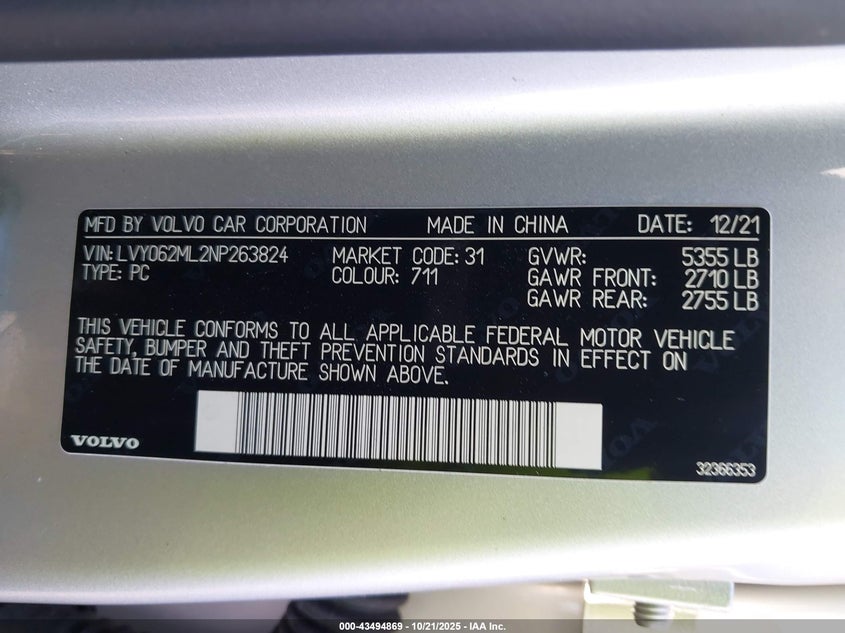 MFD BY VOLVO CAR CORPORATION MADE IN CHINA DATE: 12/21
VIN: LVY062ML2NP263824 MARKET CODE: 31 GVWR: 5355 LB
TYPE: PC COLOUR: 711 GAWR FRONT: 2710 LB
GAWR REAR: 2755 LB
THIS VEHICLE CONFORMS TO ALL APPLICABLE FEDERAL MOTOR VEHICLE
SAFETY, BUMPER AND THEFT PREVENTION STANDARDS IN EFFECT ON
THE DATE OF MANUFACTURE SHOWN ABOVE.
VOLVO
32366353
000-43494869 - 10/21/2025 - IAA Inc.